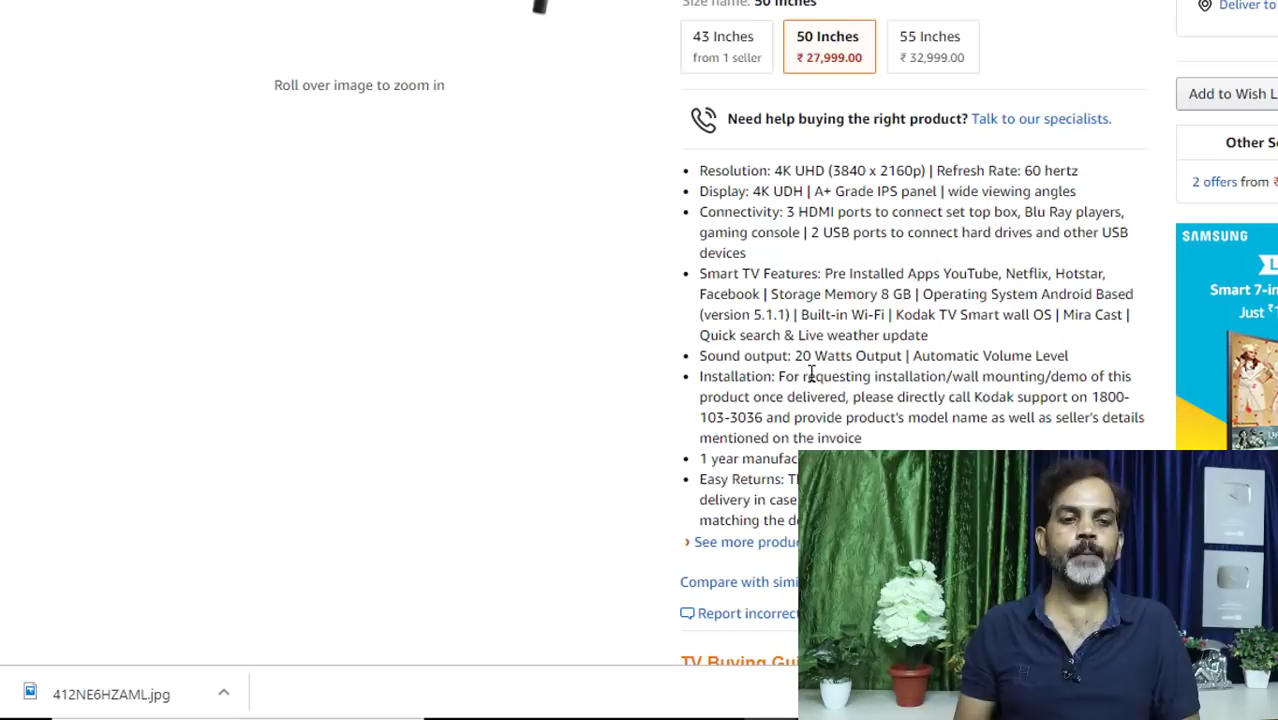 Size name: 50 Inches
Deliver to
43 Inches
from 1 seller
50 Inches
₹ 27,999.00
55 Inches
₹ 32,999.00
Roll over image to zoom in
Add to Wish L
Need help buying the right product? Talk to our specialists.
Other S
2 offers from
Resolution: 4K UHD (3840 x 2160p) | Refresh Rate: 60 hertz
Display: 4K UDH | A+ Grade IPS panel | wide viewing angles
Connectivity: 3 HDMI ports to connect set top box, Blu Ray players,
gaming console | 2 USB ports to connect hard drives and other USB
devices
Smart TV Features: Pre Installed Apps YouTube, Netflix, Hotstar,
Facebook | Storage Memory 8 GB | Operating System Android Based
(version 5.1.1) | Built-in Wi-Fi | Kodak TV Smart wall OS | Mira Cast |
Quick search & Live weather update
Sound output: 20 Watts Output | Automatic Volume Level
Installation: For requesting installation/wall mounting/demo of this
product once delivered, please directly call Kodak support on 1800-
103-3036 and provide product's model name as well as seller's details
mentioned on the invoice
1 year manufac
Easy Returns: T
delivery in case
matching the d
See more produ
Compare with simi
Report incorrect
TV Buying Gui
SAMSUNG
L
Smart 7-in
Just ₹
412NE6HZAML.jpg